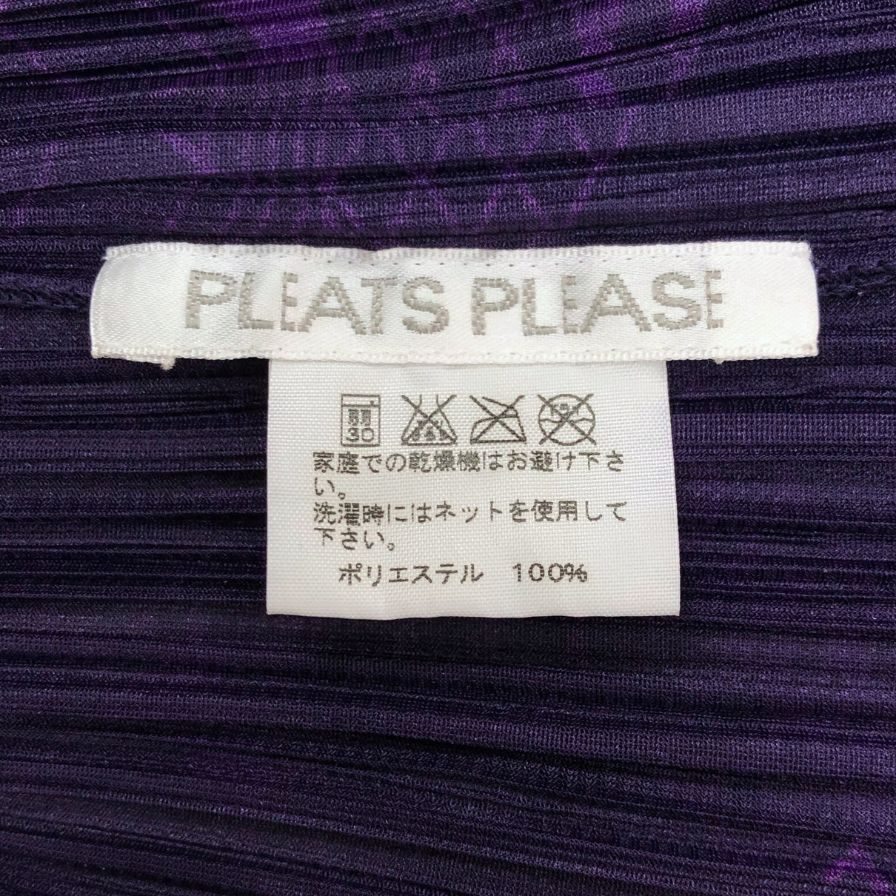 PLEATS PLEASE
弱
30
家庭での乾燥機はお避け下さ
い。
洗濯時にはネットを使用して
下さい。
ポリエステル 100%